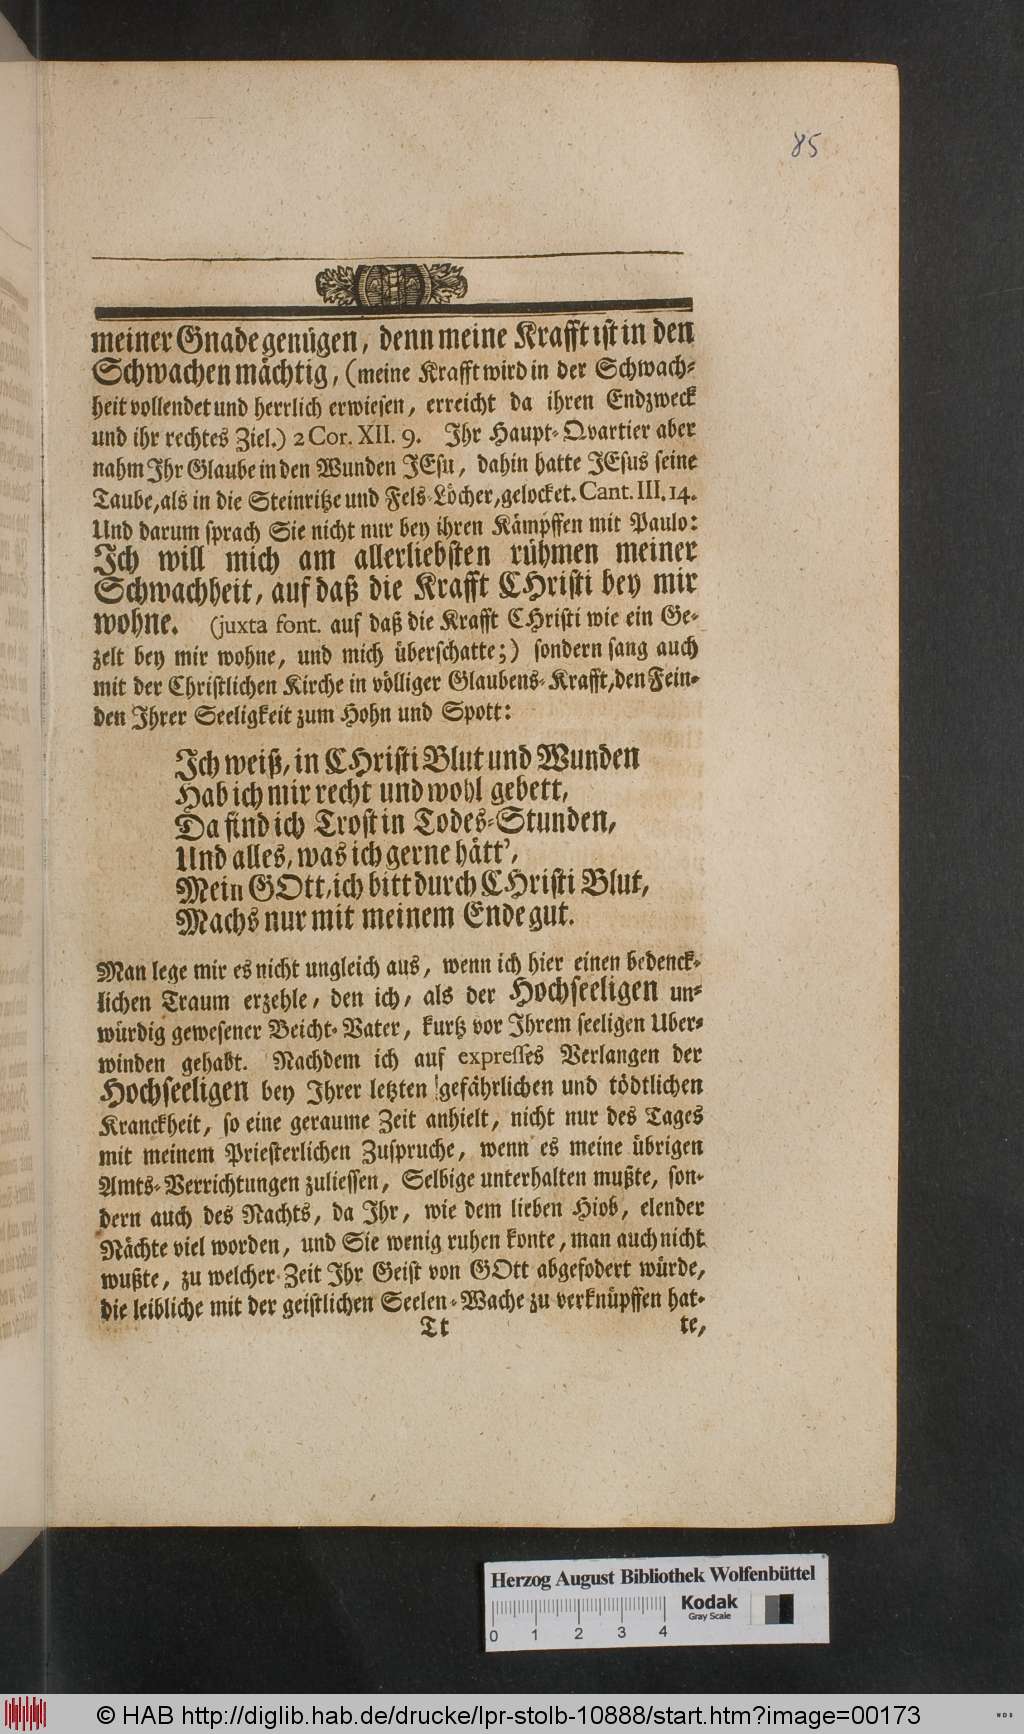 85
meiner Gnade genügen, denn meine Krafft ist in den
Schwachen mächtig, (meine Krafft wird in der Schwach-
heit vollendet und herrlich erwiesen, erreicht da ihren Endzweck
und ihr rechtes Ziel.) 2 Cor. XII. 9. Ihr Haupt-Qvartier aber
nahm Ihr Glaube in den Wunden JEsu, dahin hatte JEsus seine
Taube, als in die Steinritze und Fels-Löcher, gelocket. Cant. III. 14.
Und darum sprach Sie nicht nur bey ihren Kämpffen mit Paulo:
Ich will mich am allerliebsten rühmen meiner
Schwachheit, auf daß die Krafft CHristi bey mir
wohne. (juxta font. auf daß die Krafft CHristi wie ein Ge-
zelt bey mir wohne, und mich überschatte;) sondern sang auch
mit der Christlichen Kirche in völliger Glaubens-Krafft, den Fein-
den Ihrer Seeligkeit zum Hohn und Spott:
Ich weiß, in CHristi Blut und Wunden
Hab ich mir recht und wohl gebett,
Da find ich Trost in Todes-Stunden,
Und alles, was ich gerne hätt',
Mein GOtt, ich bitt durch CHristi Blut,
Machs nur mit meinem Ende gut.
Man lege mir es nicht ungleich aus, wenn ich hier einen bedenck-
lichen Traum erzehle, den ich, als der Hochseeligen un-
würdig gewesener Beicht-Vater, kurtz vor Ihrem seeligen Uber-
winden gehabt. Nachdem ich auf expresses Verlangen der
Hochseeligen bey Ihrer letzten gefährlichen und tödtlichen
Kranckheit, so eine geraume Zeit anhielt, nicht nur des Tages
mit meinem Priesterlichen Zuspruche, wenn es meine übrigen
Amts-Verrichtungen zuliessen, Selbige unterhalten mußte, son-
dern auch des Nachts, da Ihr, wie dem lieben Hiob, elender
Nächte viel worden, und Sie wenig ruhen konte, man auch nicht
wußte, zu welcher Zeit Ihr Geist von GOtt abgefodert würde,
die leibliche mit der geistlichen Seelen-Wache zu verknüpffen hat-
Tt te,
Herzog August Bibliothek Wolfenbüttel
Kodak
Gray Scale
0 1 2 3 4
© HAB http://diglib.hab.de/drucke/lpr-stolb-10888/start.htm?image=00173